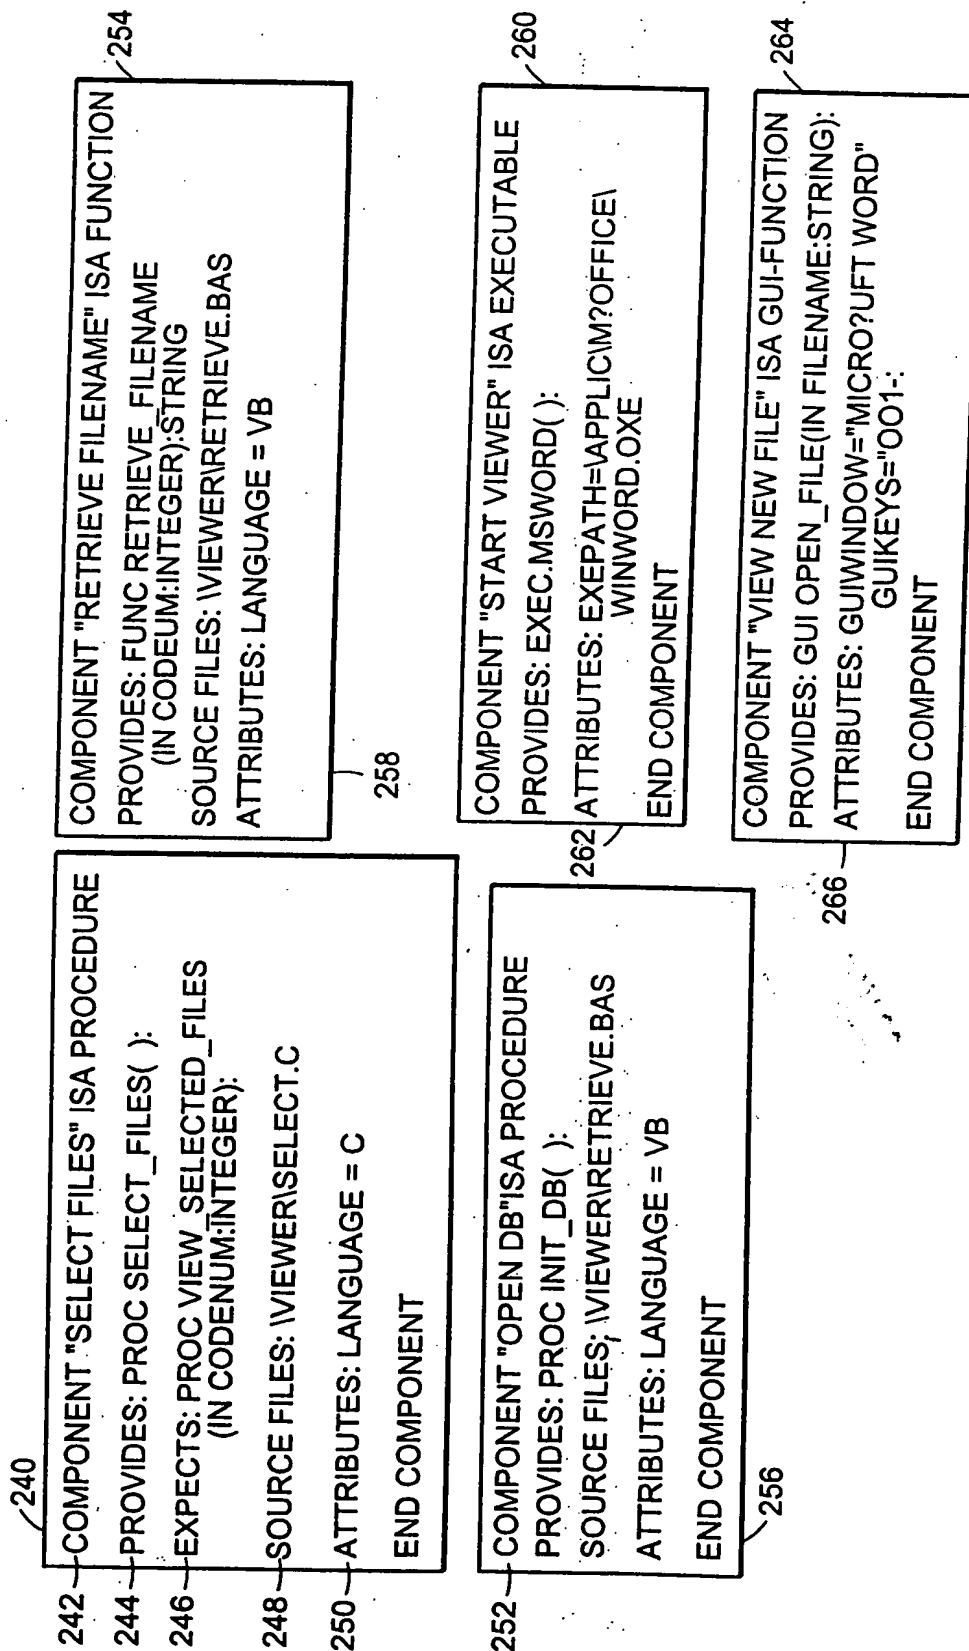 240
242 COMPONENT "SELECT FILES" ISA PROCEDURE
244 PROVIDES: PROC SELECT_FILES( ):
246 EXPECTS: PROC VIEW_SELECTED_FILES
(IN CODENUM:INTEGER):
248 SOURCE FILES: \VIEWER\SELECT.C
250 ATTRIBUTES: LANGUAGE = C
END COMPONENT
252 COMPONENT "OPEN DB"ISA PROCEDURE
PROVIDES: PROC INIT_DB( ):
SOURCE FILES; \VIEWER\RETRIEVE.BAS
ATTRIBUTES: LANGUAGE = VB
END COMPONENT
256
254
COMPONENT "RETRIEVE FILENAME" ISA FUNCTION
PROVIDES: FUNC RETRIEVE_FILENAME
(IN CODEUM:INTEGER):STRING
SOURCE FILES: \VIEWER\RETRIEVE.BAS
ATTRIBUTES: LANGUAGE = VB
258
260
COMPONENT "START VIEWER" ISA EXECUTABLE
PROVIDES: EXEC.MSWORD( ):
262 ATTRIBUTES: EXEPATH=\APPLIC\M?OFFICE\
WINWORD.OXE
END COMPONENT
264
COMPONENT "VIEW NEW FILE" ISA GUI-FUNCTION
PROVIDES: GUI OPEN_FILE(IN FILENAME:STRING):
266 ATTRIBUTES: GUIWINDOW="MICRO?UFT WORD"
GUIKEYS="OO1-:
END COMPONENT